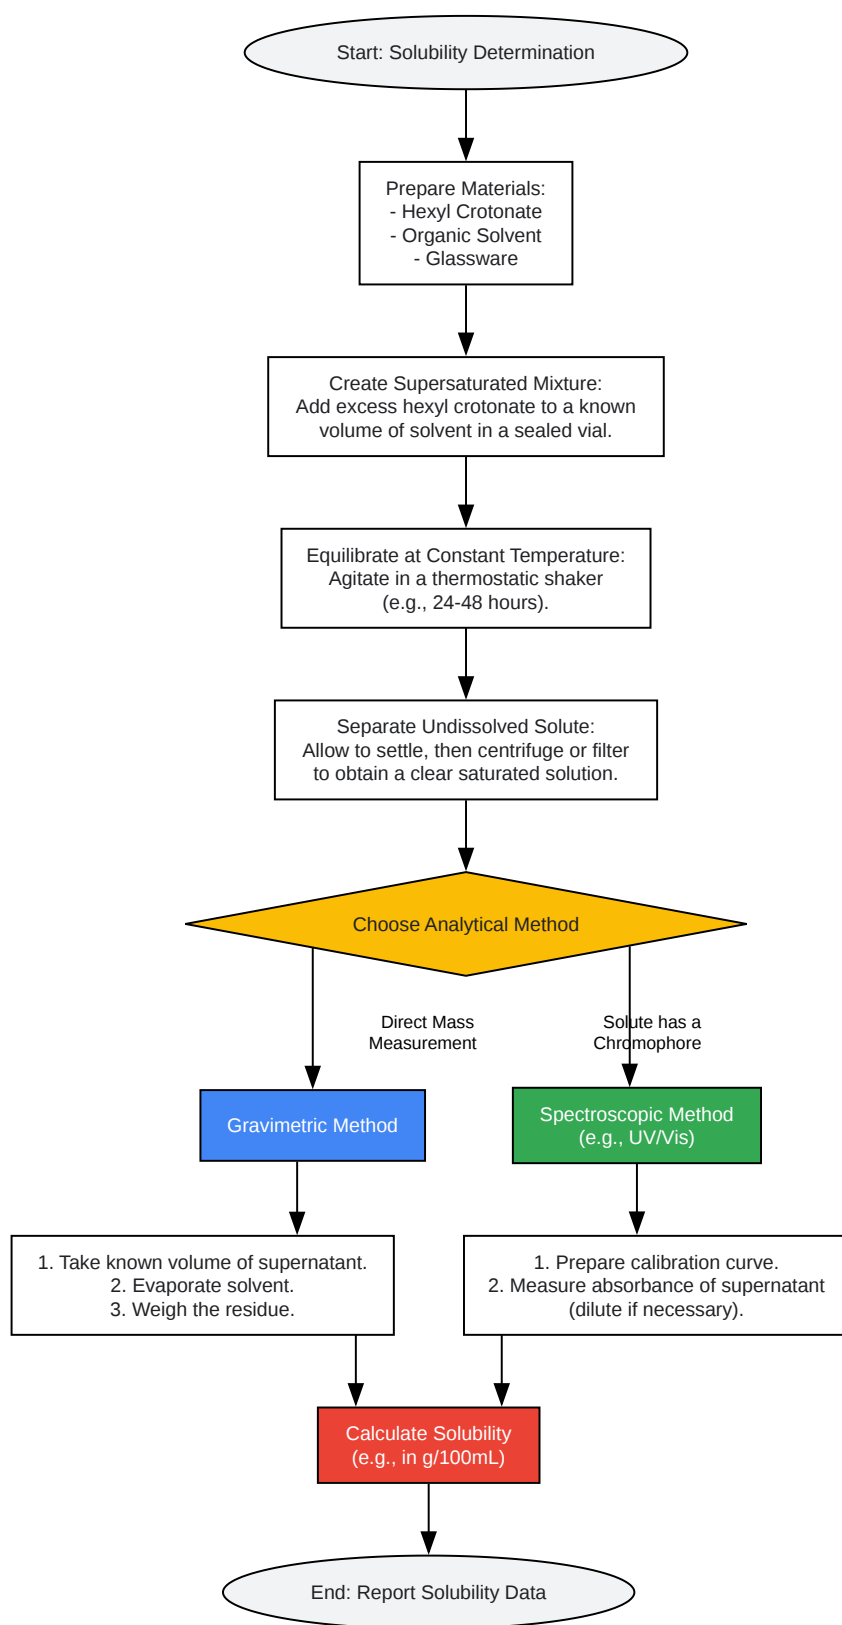 Start: Solubility Determination
Prepare Materials:
- Hexyl Crotonate
- Organic Solvent
- Glassware
Create Supersaturated Mixture:
Add excess hexyl crotonate to a known
volume of solvent in a sealed vial.
Equilibrate at Constant Temperature:
Agitate in a thermostatic shaker
(e.g., 24-48 hours).
Separate Undissolved Solute:
Allow to settle, then centrifuge or filter
to obtain a clear saturated solution.
Choose Analytical Method
Direct Mass
Measurement
Solute has a
Chromophore
Gravimetric Method
Spectroscopic Method
(e.g., UV/Vis)
1. Take known volume of supernatant.
2. Evaporate solvent.
3. Weigh the residue.
1. Prepare calibration curve.
2. Measure absorbance of supernatant
(dilute if necessary).
Calculate Solubility
(e.g., in g/100mL)
End: Report Solubility Data